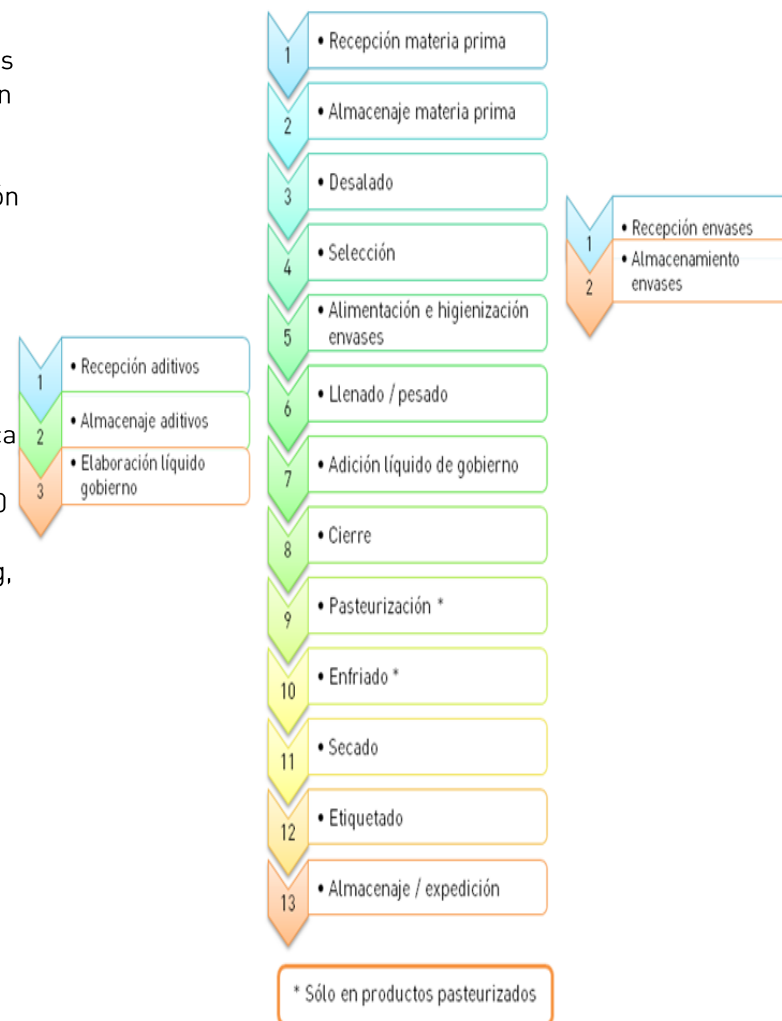 s
n
ón
ca
0
g,
1
• Recepción materia prima
2
• Almacenaje materia prima
3
• Desalado
4
• Selección
5
• Alimentación e higienización
envases
6
• Llenado / pesado
7
• Adición líquido de gobierno
8
• Cierre
9
• Pasteurización *
10
• Enfriado *
11
• Secado
12
• Etiquetado
13
• Almacenaje / expedición
* Sólo en productos pasteurizados
1
• Recepción aditivos
2
• Almacenaje aditivos
3
• Elaboración líquido
gobierno
1
• Recepción envases
2
• Almacenamiento
envases